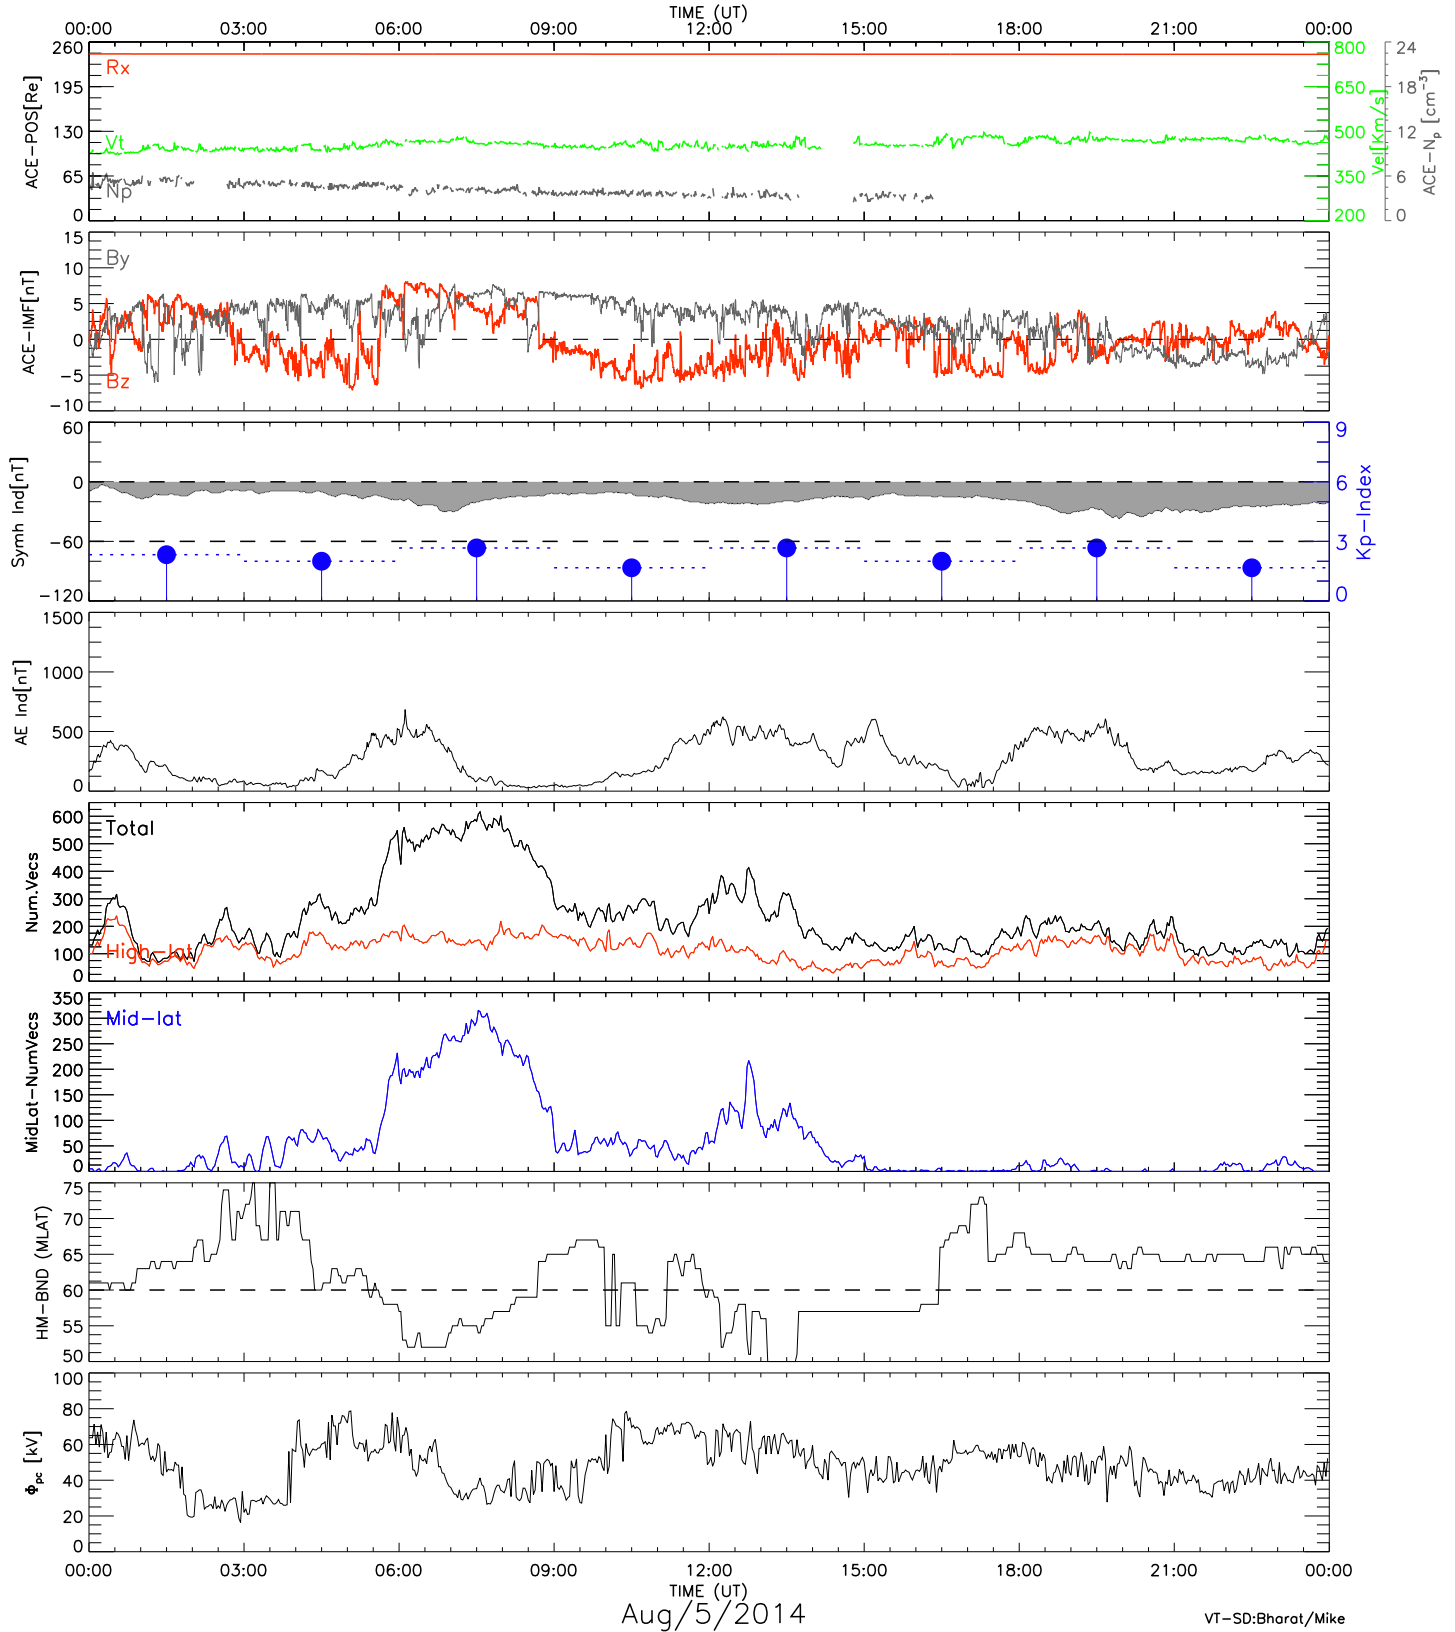 TIME (UT)
00:00 03:00 06:00 09:00 12:00 15:00 18:00 21:00 00:00
260 195 130 65 0
ACE-POS[Re]
Rx
Vt
Np
800 650 500 350 200
Vel[Km/s]
24 18 12 6 0
ACE-Np [cm-3]
15 10 5 0 -5 -10
ACE-IMF[nT]
By
Bz
60 0 -60 -120
Symh Ind[nT]
9 6 3 0
Kp-Index
1500 1000 500 0
AE Ind[nT]
600 500 400 300 200 100 0
Num.Vecs
Total
High-lat
350 300 250 200 150 100 50 0
MidLat-NumVecs
Mid-lat
75 70 65 60 55 50
HM-BND (MLAT)
100 80 60 40 20 0
Φpc [kV]
00:00 03:00 06:00 09:00 12:00 15:00 18:00 21:00 00:00
TIME (UT)
Aug/5/2014
VT-SD:Bharat/Mike